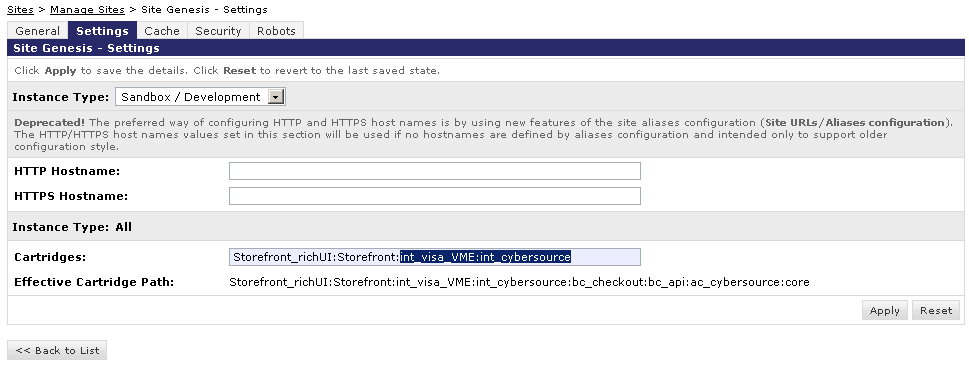 Sites > Manage Sites > Site Genesis - Settings
General Settings Cache Security Robots
Site Genesis - Settings
Click Apply to save the details. Click Reset to revert to the last saved state.
Instance Type: Sandbox / Development
Deprecated! The preferred way of configuring HTTP and HTTPS host names is by using new features of the site aliases configuration (Site URLs/Aliases configuration).
The HTTP/HTTPS host names values set in this section will be used if no hostnames are defined by aliases configuration and intended only to support older
configuration style.
HTTP Hostname:
HTTPS Hostname:
Instance Type: All
Cartridges: Storefront_richUI:Storefront:int_visa_VME:int_cybersource
Effective Cartridge Path: Storefront_richUI:Storefront:int_visa_VME:int_cybersource:bc_checkout:bc_api:ac_cybersource:core
Apply Reset
<< Back to List